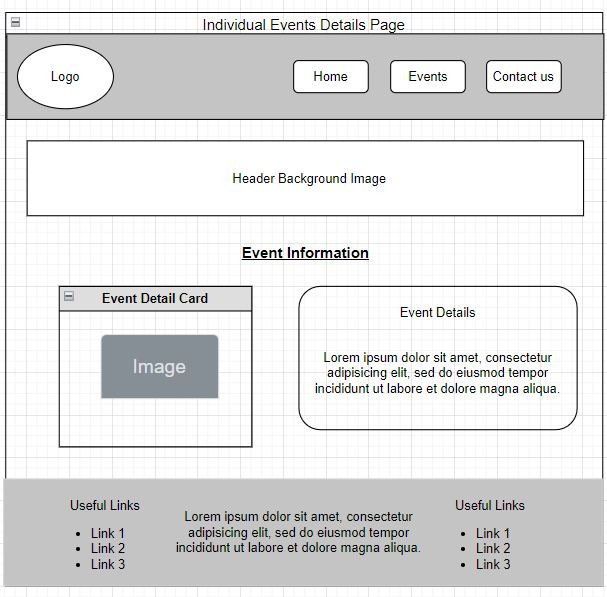 Individual Events Details Page
Logo
Home
Events
Contact us
Header Background Image
Event Information
Event Detail Card
Image
Event Details
Lorem ipsum dolor sit amet, consectetur
adipisicing elit, sed do eiusmod tempor
incididunt ut labore et dolore magna aliqua.
Useful Links
Link 1
Link 2
Link 3
Lorem ipsum dolor sit amet, consectetur
adipisicing elit, sed do eiusmod tempor
incididunt ut labore et dolore magna aliqua.
Useful Links
Link 1
Link 2
Link 3